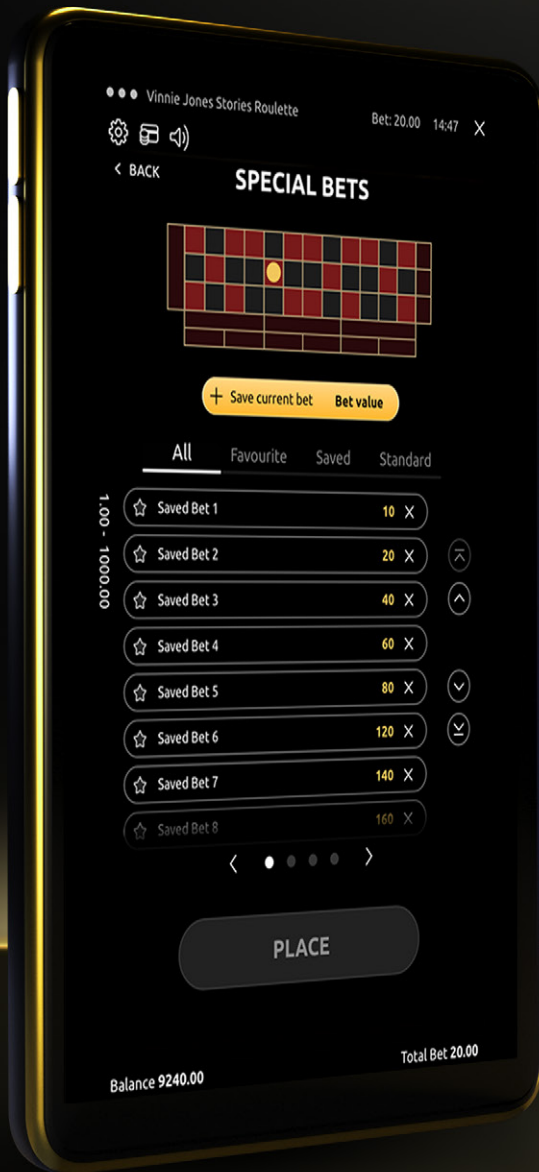 Vinnie Jones Stories Roulette
Bet: 20.00 14:47 X
BACK
SPECIAL BETS
+ Save current bet Bet value
All Favourite Saved Standard
1.00 - 1000.00
Saved Bet 1 10 X
Saved Bet 2 20 X
Saved Bet 3 40 X
Saved Bet 4 60 X
Saved Bet 5 80 X
Saved Bet 6 120 X
Saved Bet 7 140 X
Saved Bet 8 160 X
PLACE
Balance 9240.00
Total Bet 20.00